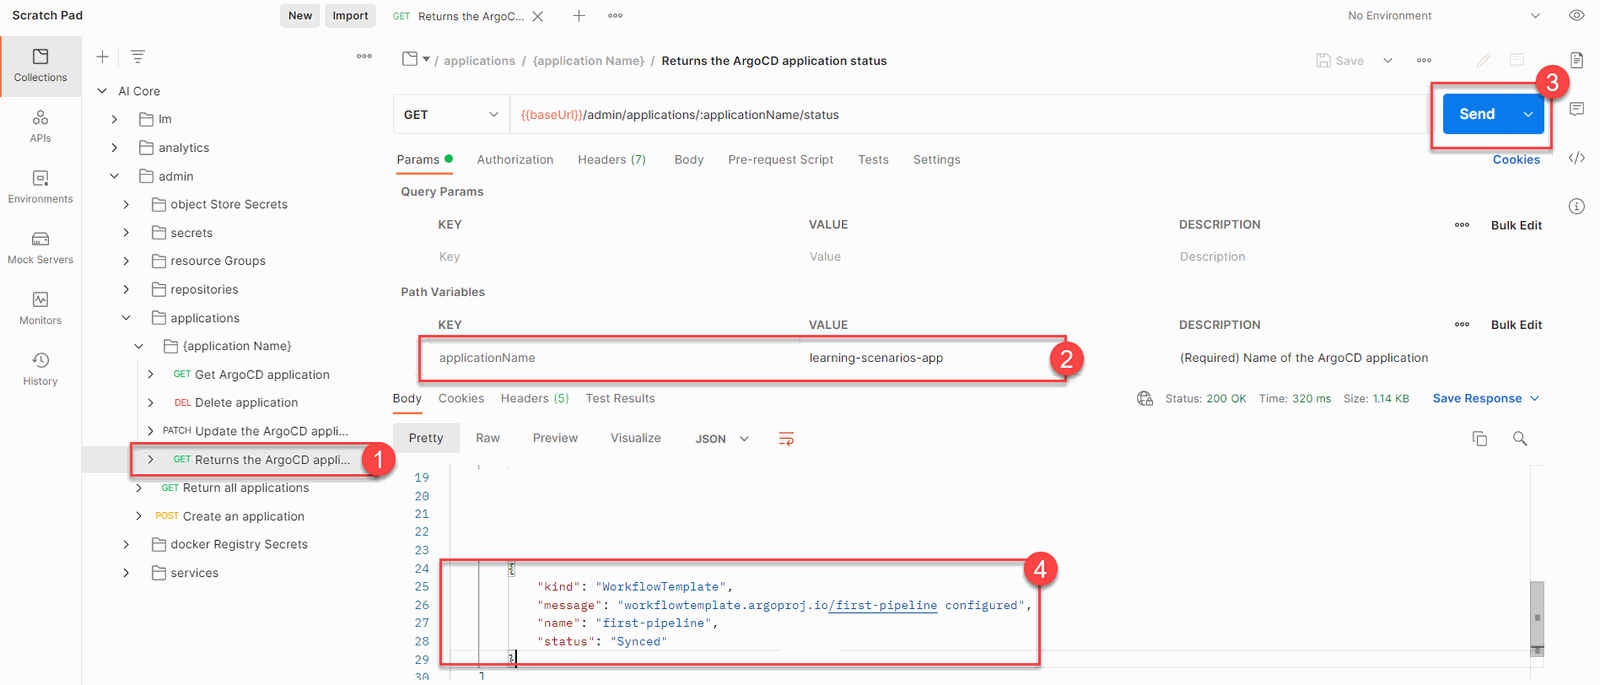 Scratch Pad
New
Import
GET Returns the ArgoC...
No Environment
Collections
APIs
Environments
Mock Servers
Monitors
History
AI Core
lm
analytics
admin
object Store Secrets
secrets
resource Groups
repositories
applications
{application Name}
GET Get ArgoCD application
DEL Delete application
PATCH Update the ArgoCD appli...
GET Returns the ArgoCD appli...
1
GET Return all applications
POST Create an application
docker Registry Secrets
services
/ applications / {application Name} / Returns the ArgoCD application status
Save
GET
{{baseUrl}}/admin/applications/:applicationName/status
Send
3
Params Authorization Headers (7) Body Pre-request Script Tests Settings
Cookies
Query Params
KEY VALUE DESCRIPTION Bulk Edit
Key Value Description
Path Variables
KEY VALUE DESCRIPTION Bulk Edit
applicationName learning-scenarios-app (Required) Name of the ArgoCD application
2
Body Cookies Headers (5) Test Results
Status: 200 OK Time: 320 ms Size: 1.14 KB Save Response
Pretty Raw Preview Visualize JSON
19
20
21
22
23
24 {
4
25 "kind": "WorkflowTemplate",
26 "message": "workflowtemplate.argoproj.io/first-pipeline configured",
27 "name": "first-pipeline",
28 "status": "Synced"
29 }
30 ]